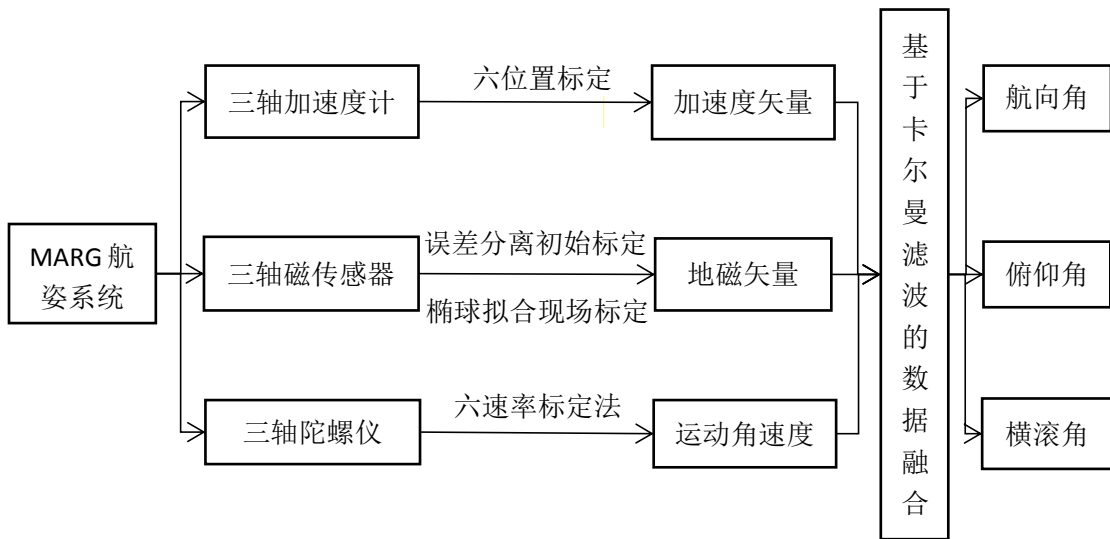 MARG 航
姿系统
三轴加速度计
六位置标定
加速度矢量
三轴磁传感器
误差分离初始标定
椭球拟合现场标定
地磁矢量
三轴陀螺仪
六速率标定法
运动角速度
基
于
卡
尔
曼
滤
波
的
数
据
融
合
航向角
俯仰角
横滚角